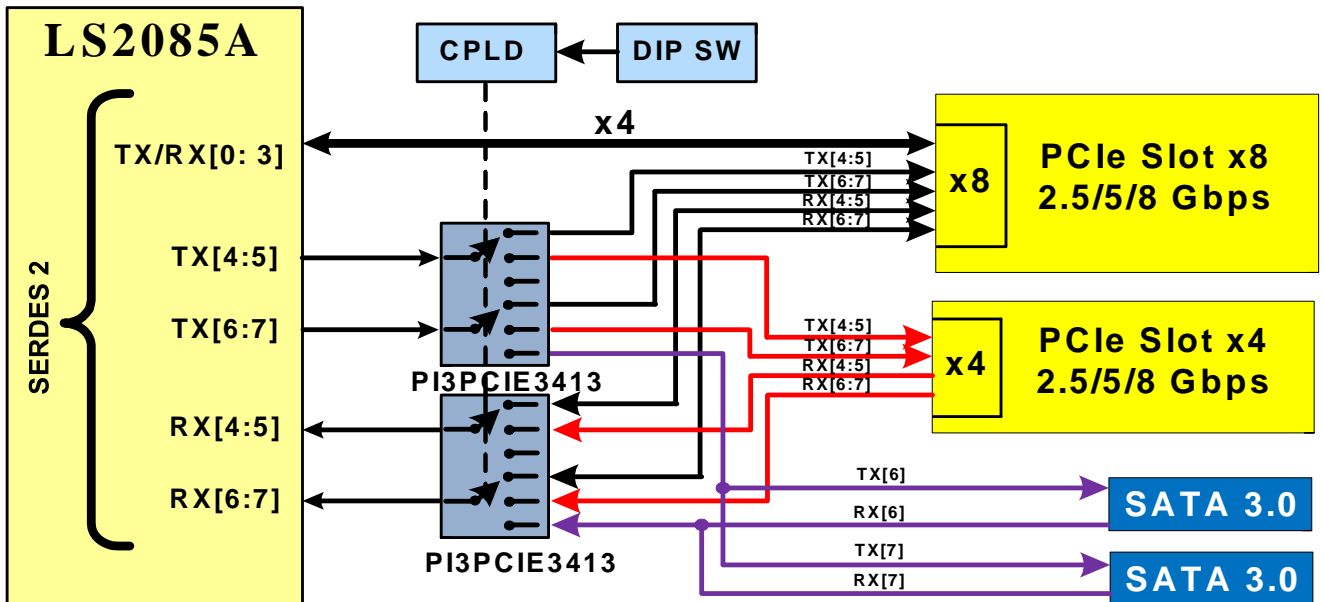 LS2085A
CPLD
DIP SW
x4
TX/RX[0: 3]
TX[4:5]
TX[6:7]
RX[4:5]
RX[6:7]
x8
PCIe Slot x8
2.5/5/8 Gbps
TX[4:5]
TX[6:7]
SERDES 2
TX[4:5]
TX[6:7]
RX[4:5]
RX[6:7]
x4
PCIe Slot x4
2.5/5/8 Gbps
PI3PCIE3413
RX[4:5]
RX[6:7]
PI3PCIE3413
TX[6]
RX[6]
SATA 3.0
TX[7]
RX[7]
SATA 3.0